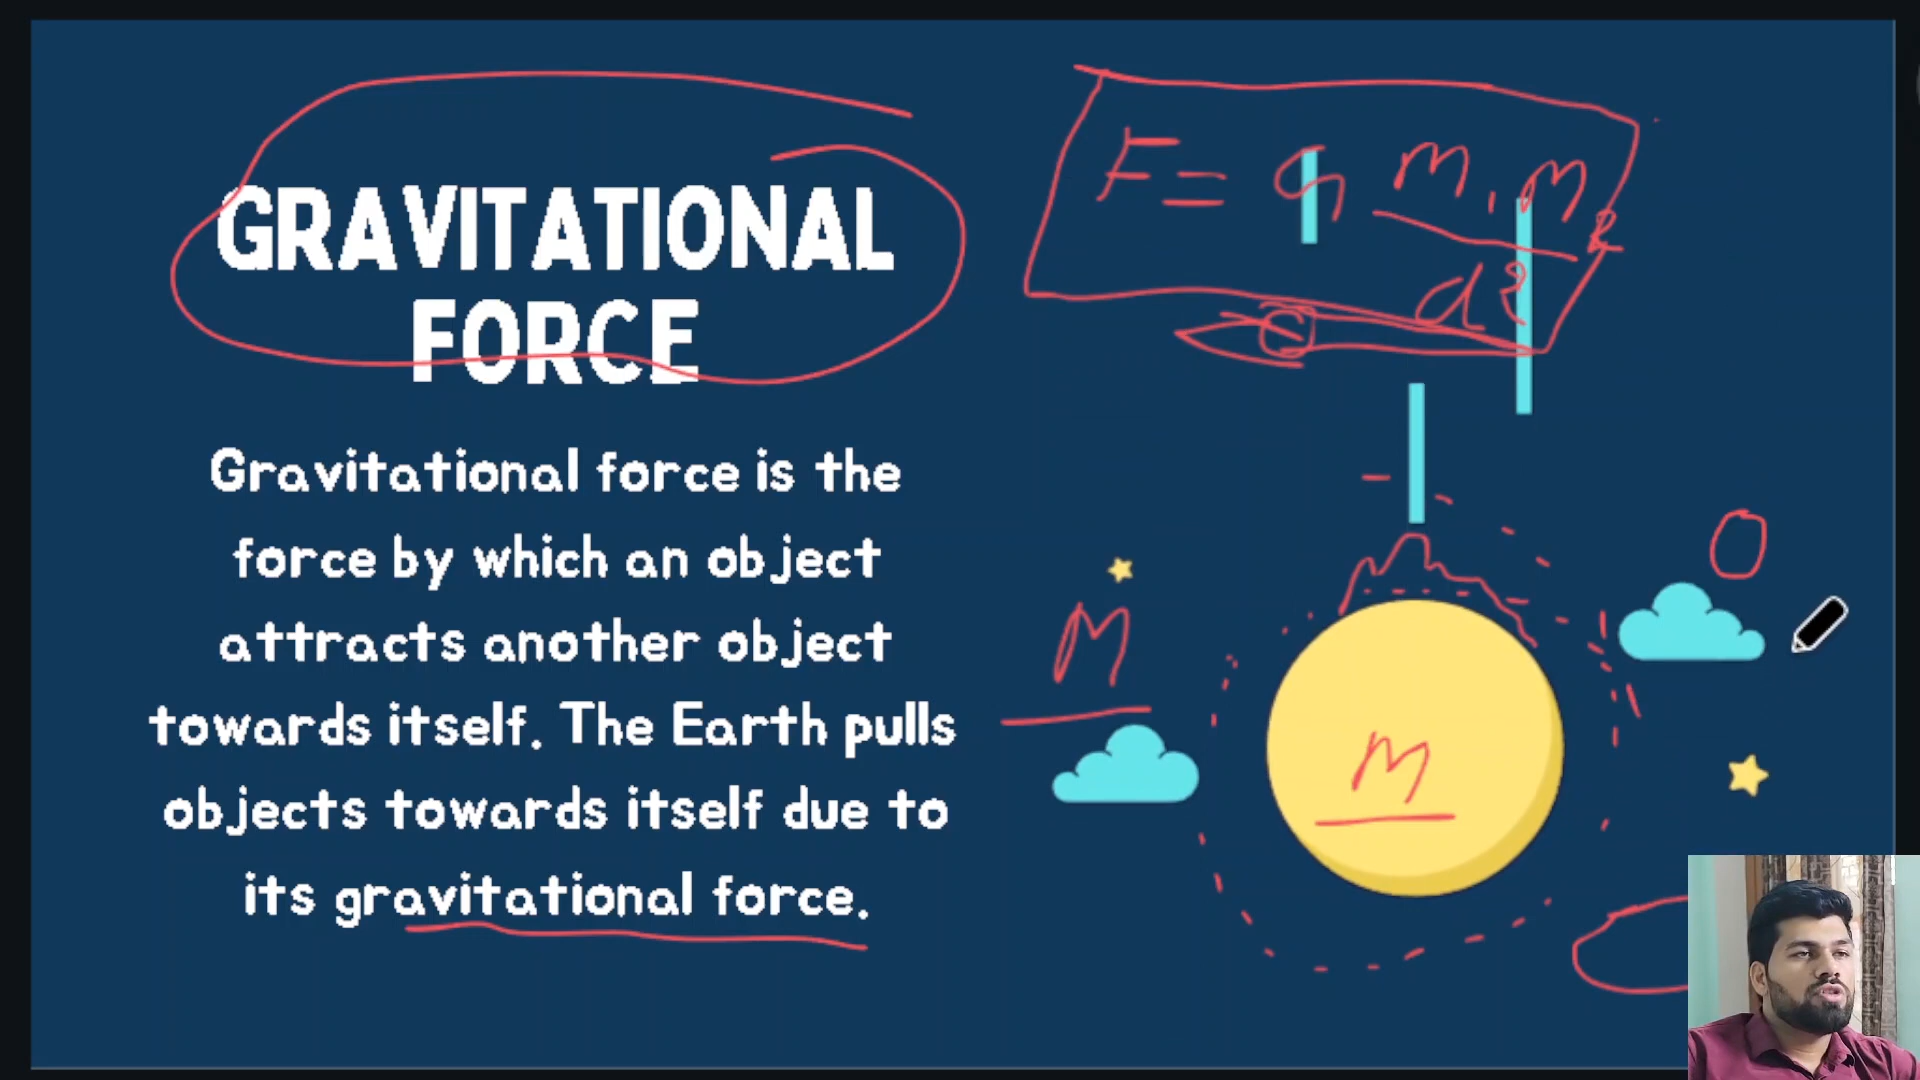 GRAVITATIONAL
FORCE
Gravitational force is the
force by which an object
attracts another object
towards itself. The Earth pulls
objects towards itself due to
its gravitational force.
F = G m1 m2
d²
M
m